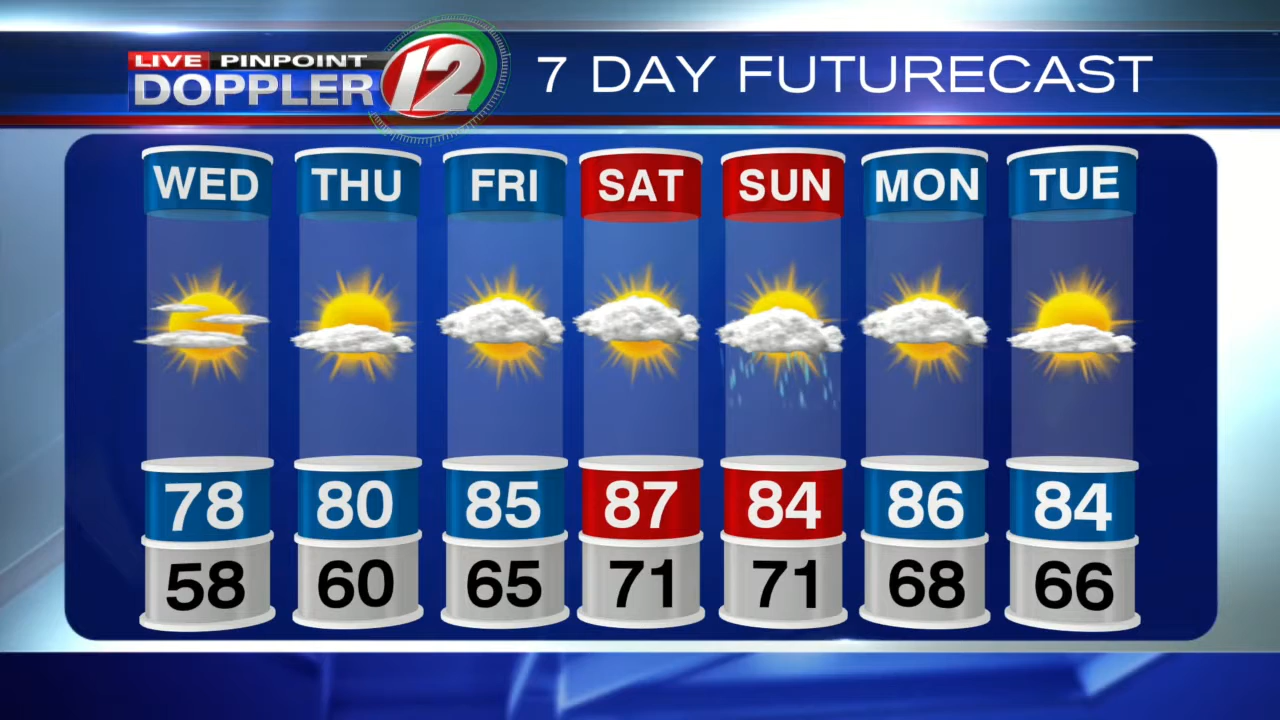 LIVE PINPOINT
DOPPLER 12
7 DAY FUTURECAST
WED THU FRI SAT SUN MON TUE
78 80 85 87 84 86 84
58 60 65 71 71 68 66